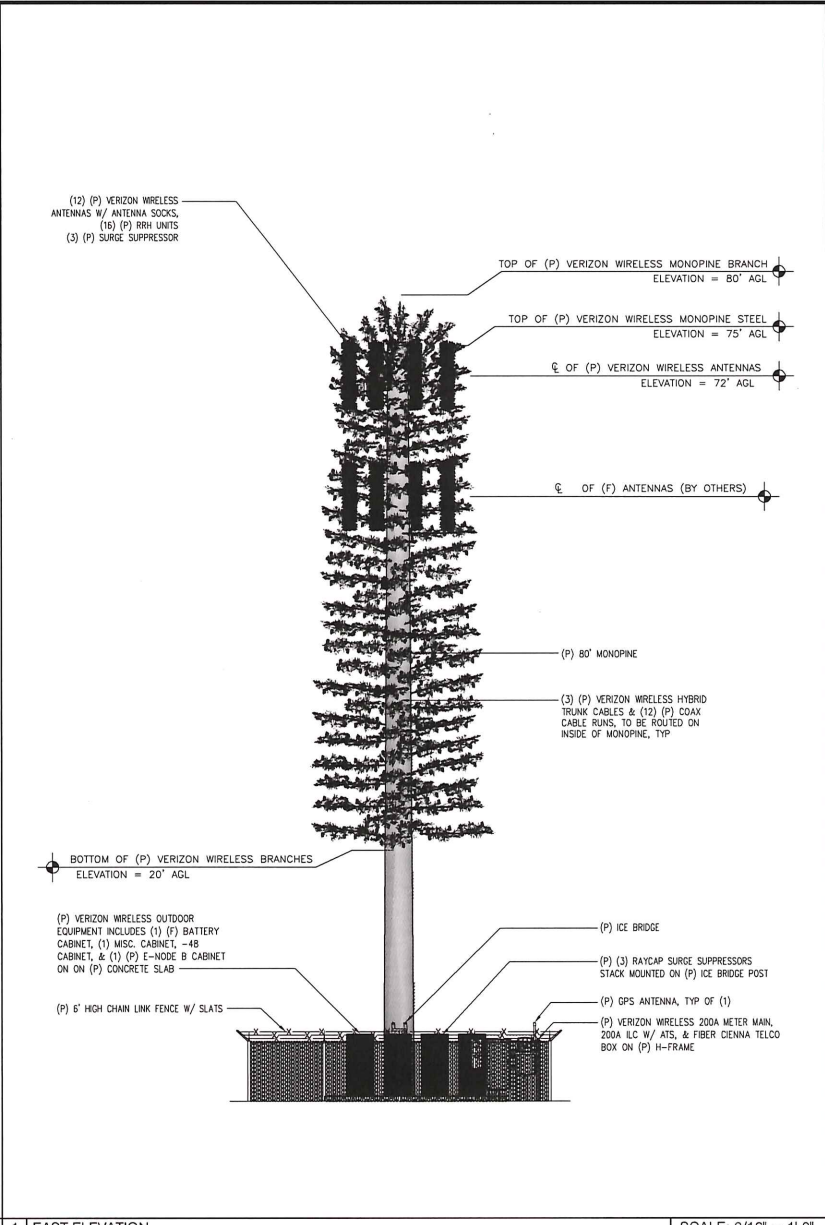 (12) (P) VERIZON WIRELESS
ANTENNAS W/ ANTENNA SOCKS,
(16) (P) RRH UNITS
(3) (P) SURGE SUPPRESSOR
TOP OF (P) VERIZON WIRELESS MONOPINE BRANCH
ELEVATION = 80' AGL
TOP OF (P) VERIZON WIRELESS MONOPINE STEEL
ELEVATION = 75' AGL
℄ OF (P) VERIZON WIRELESS ANTENNAS
ELEVATION = 72' AGL
℄ OF (F) ANTENNAS (BY OTHERS)
(P) 80' MONOPINE
(3) (P) VERIZON WIRELESS HYBRID
TRUNK CABLES & (12) (P) COAX
CABLE RUNS, TO BE ROUTED ON
INSIDE OF MONOPINE, TYP
BOTTOM OF (P) VERIZON WIRELESS BRANCHES
ELEVATION = 20' AGL
(P) VERIZON WIRELESS OUTDOOR
EQUIPMENT INCLUDES (1) (F) BATTERY
CABINET, (1) MISC. CABINET, -48
CABINET, & (1) (P) E-NODE B CABINET
ON ON (P) CONCRETE SLAB
(P) 6' HIGH CHAIN LINK FENCE W/ SLATS
(P) ICE BRIDGE
(P) (3) RAYCAP SURGE SUPPRESSORS
STACK MOUNTED ON (P) ICE BRIDGE POST
(P) GPS ANTENNA, TYP OF (1)
(P) VERIZON WIRELESS 200A METER MAIN,
200A ILC W/ ATS, & FIBER CIENNA TELCO
BOX ON (P) H-FRAME
1 EAST ELEVATION
SCALE: